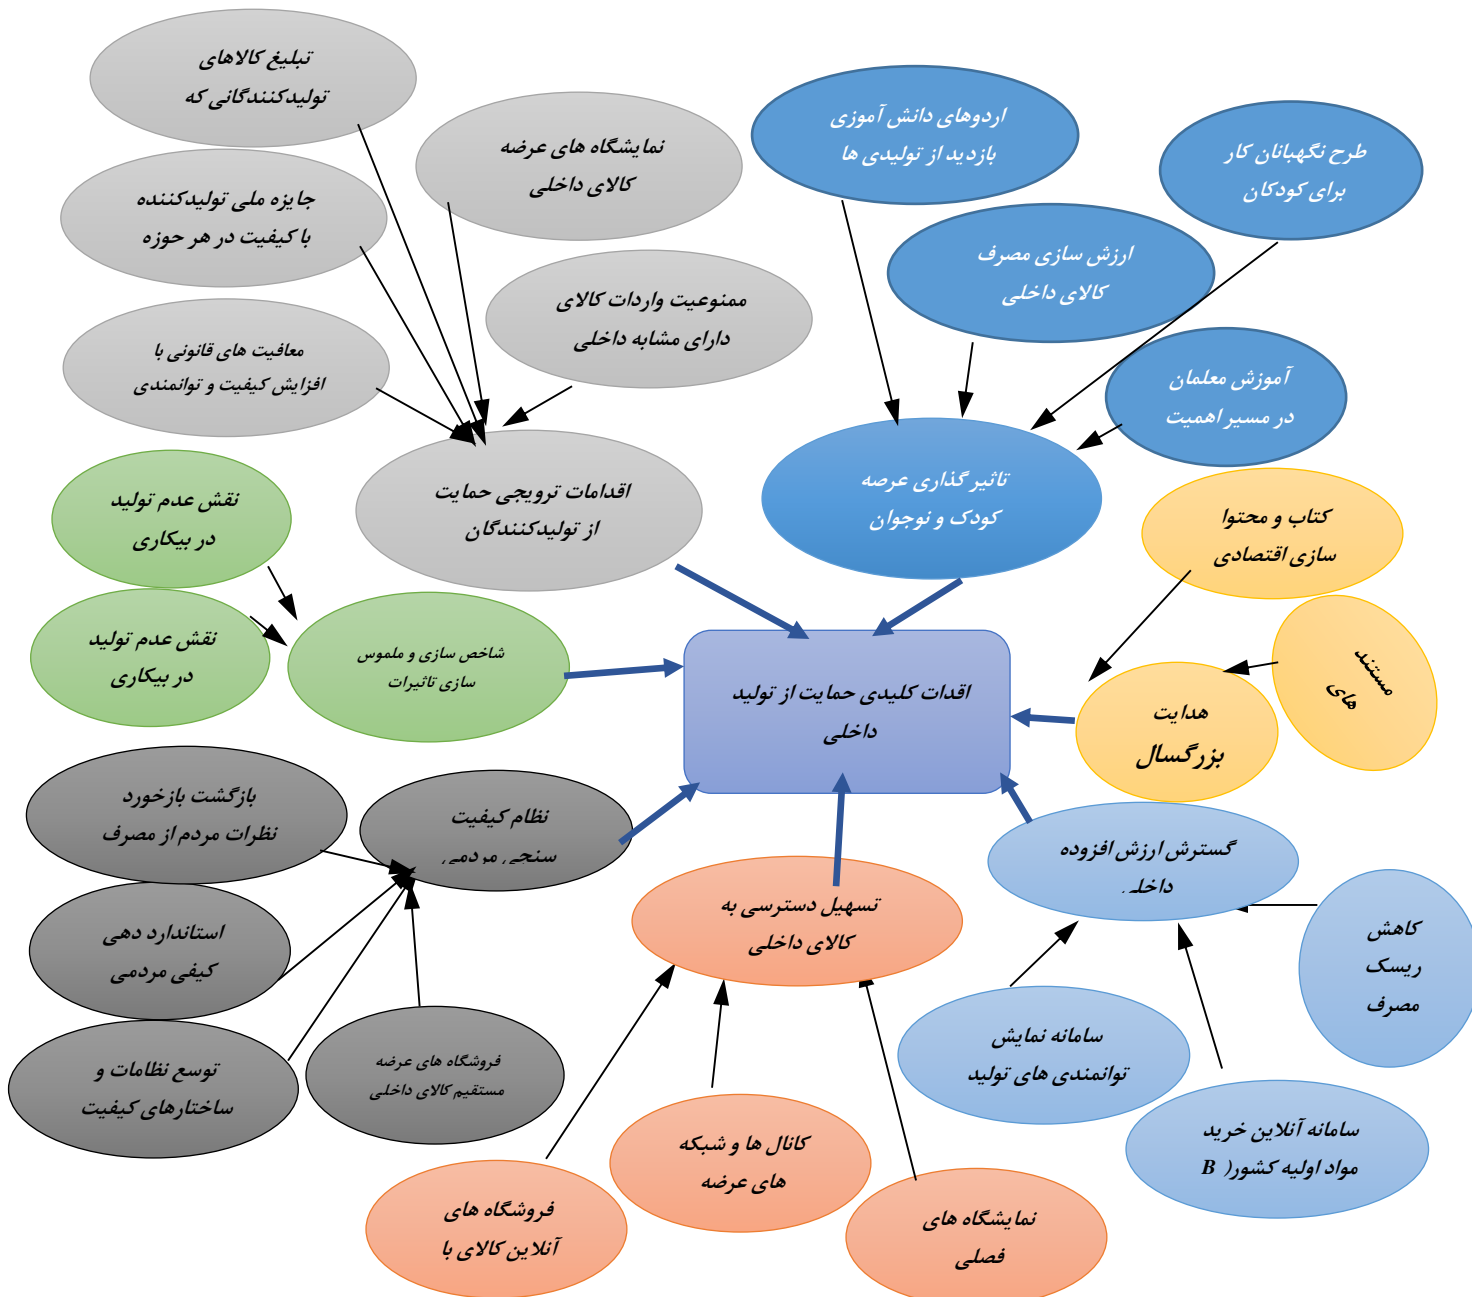 تبلیغ کالاهای
تولیدکنندگانی که
نمایشگاه های عرضه
کالای داخلی
جایزه ملی تولیدکننده
با کیفیت در هر حوزه
ممنوعیت واردات کالای
دارای مشابه داخلی
معافیت های قانونی با
افزایش کیفیت و توانمندی
اقدامات ترویجی حمایت
از تولیدکنندگان
اردوهای دانش آموزی
بازدید از تولیدی ها
طرح نگهبانان کار
برای کودکان
ارزش سازی مصرف
کالای داخلی
آموزش معلمان
در مسیر اهمیت
تاثیر گذاری عرصه
کودک و نوجوان
کتاب و محتوا
سازی اقتصادی
مستند
های
هدایت
بزرگسال
نقش عدم تولید
در بیکاری
نقش عدم تولید
در بیکاری
شاخص سازی و ملموس
سازی تاثیرات
اقدات کلیدی حمایت از تولید
داخلی
نظام کیفیت
سنجی مردمی
بازگشت بازخورد
نظرات مردم از مصرف
استاندارد دهی
کیفی مردمی
توسع نظامات و
ساختارهای کیفیت
فروشگاه های عرضه
مستقیم کالای داخلی
تسهیل دسترسی به
کالای داخلی
فروشگاه های
آنلاین کالای با
کانال ها و شبکه
های عرضه
نمایشگاه های
فصلی
گسترش ارزش افزوده
داخلی
کاهش
ریسک
مصرف
سامانه نمایش
توانمندی های تولید
سامانه آنلاین خرید
مواد اولیه کشور( B